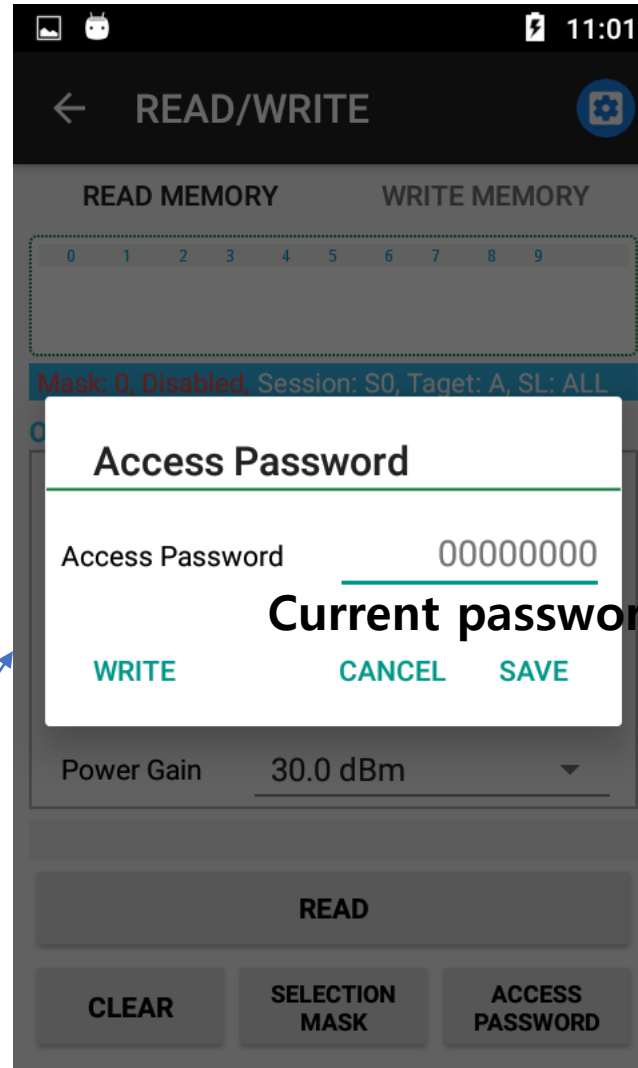 11:01
READ/WRITE
READ MEMORY WRITE MEMORY
0 1 2 3 4 5 6 7 8 9
Mask: 0, Disabled, Session: S0, Taget: A, SL: ALL
Access Password
Access Password 00000000
Current passwor
WRITE CANCEL SAVE
Power Gain 30.0 dBm
READ
CLEAR SELECTION MASK ACCESS PASSWORD